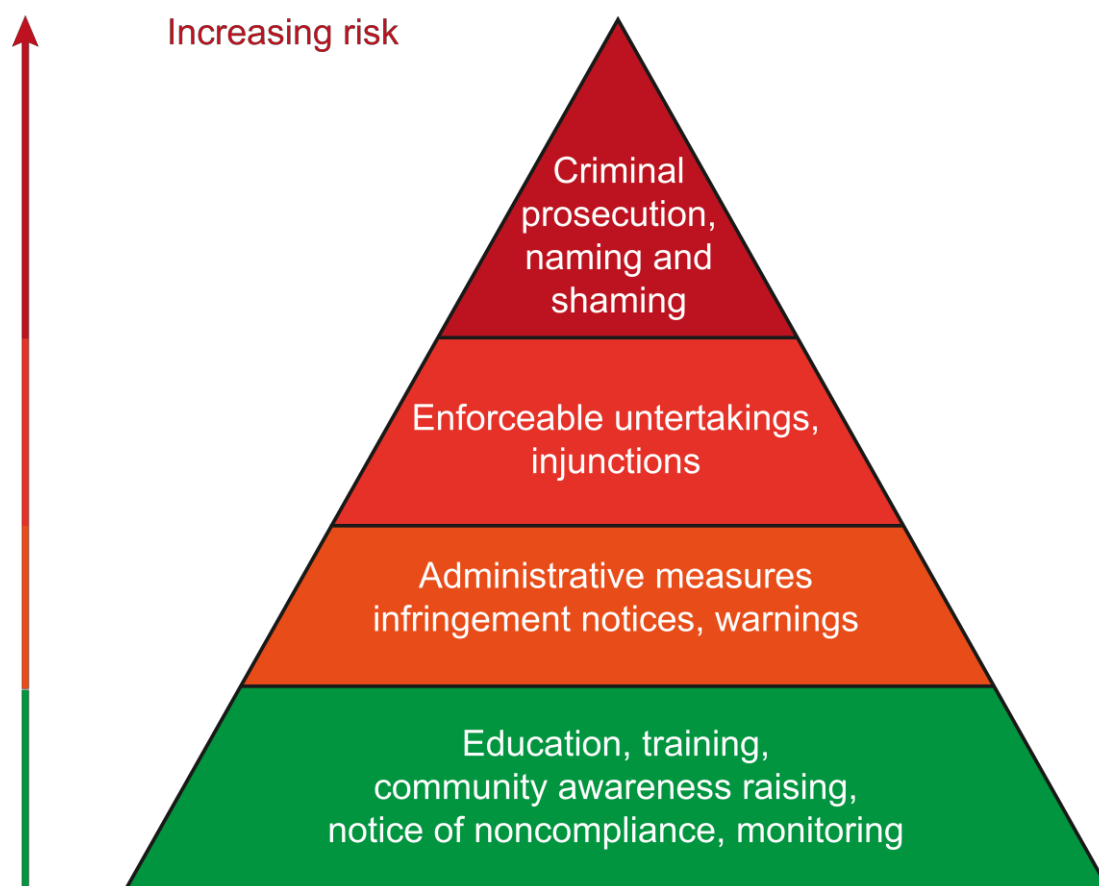 Increasing risk
Criminal
prosecution,
naming and
shaming
Enforceable untertakings,
injunctions
Administrative measures
infringement notices, warnings
Education, training,
community awareness raising,
notice of noncompliance, monitoring